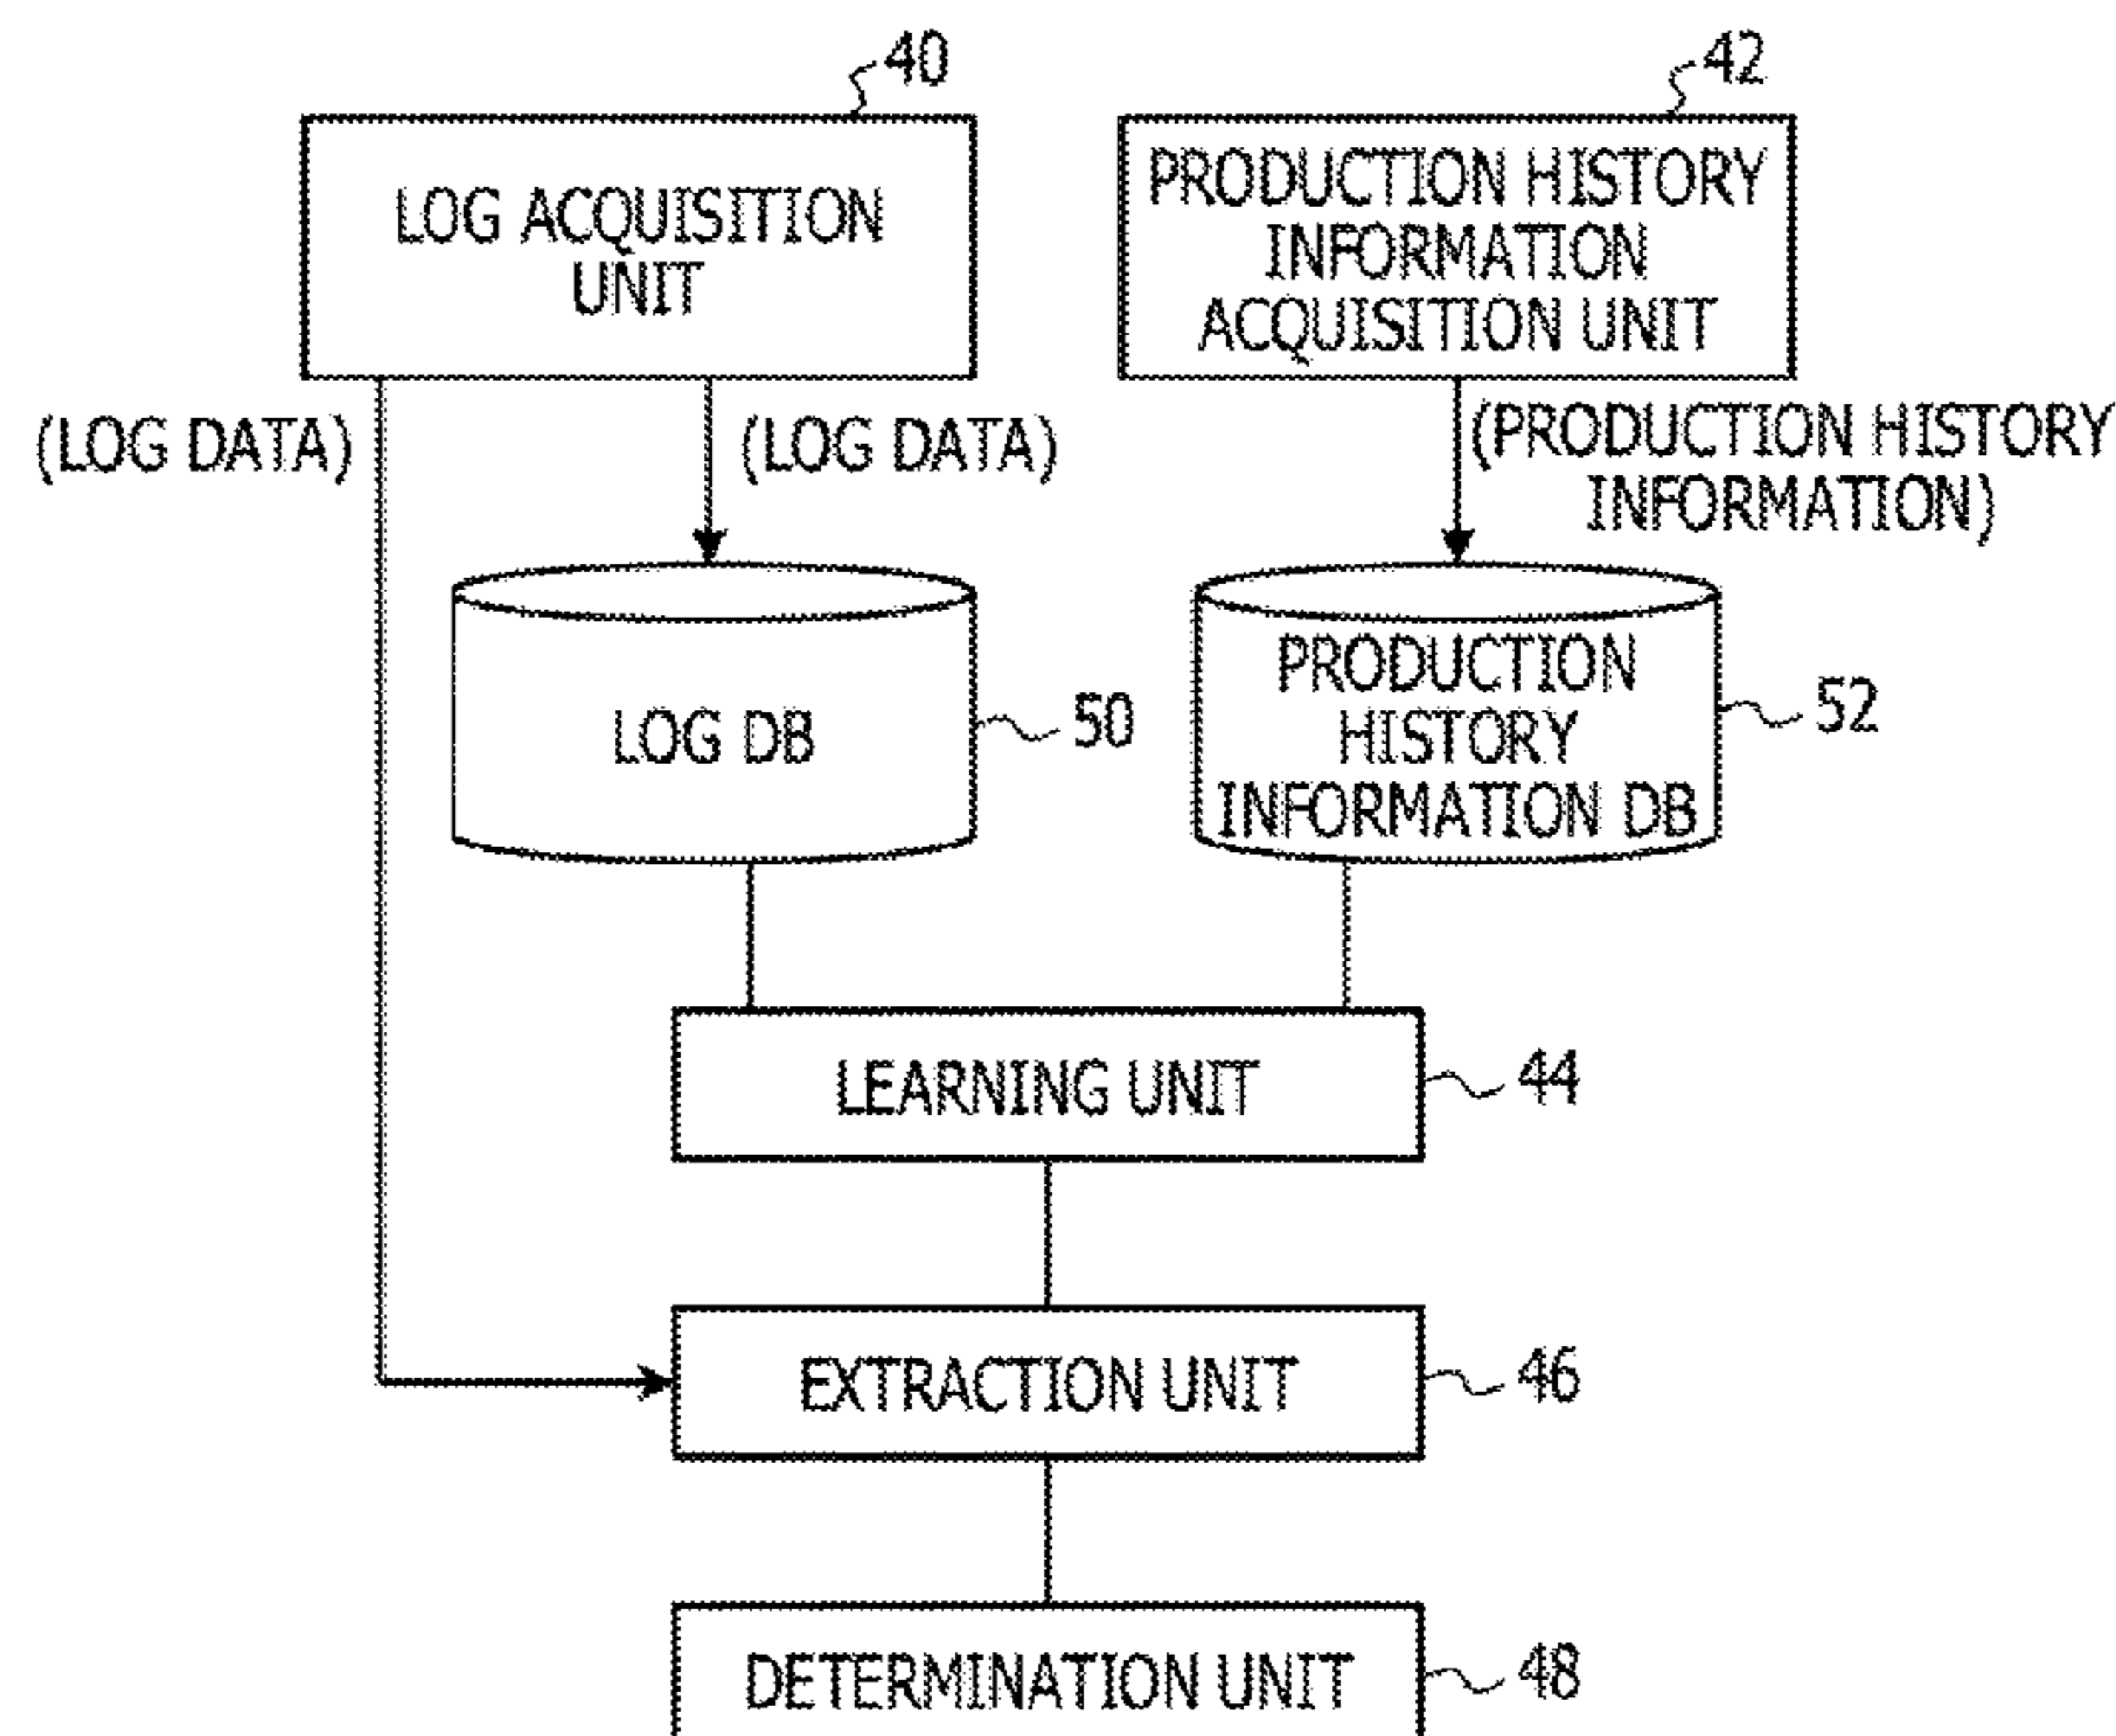 40
42
LOG ACQUISITION
UNIT
PRODUCTION HISTORY
INFORMATION
ACQUISITION UNIT
(LOG DATA)
(LOG DATA)
(PRODUCTION HISTORY
INFORMATION)
LOG DB
50
PRODUCTION
HISTORY
INFORMATION DB
52
LEARNING UNIT
44
EXTRACTION UNIT
46
DETERMINATION UNIT
48